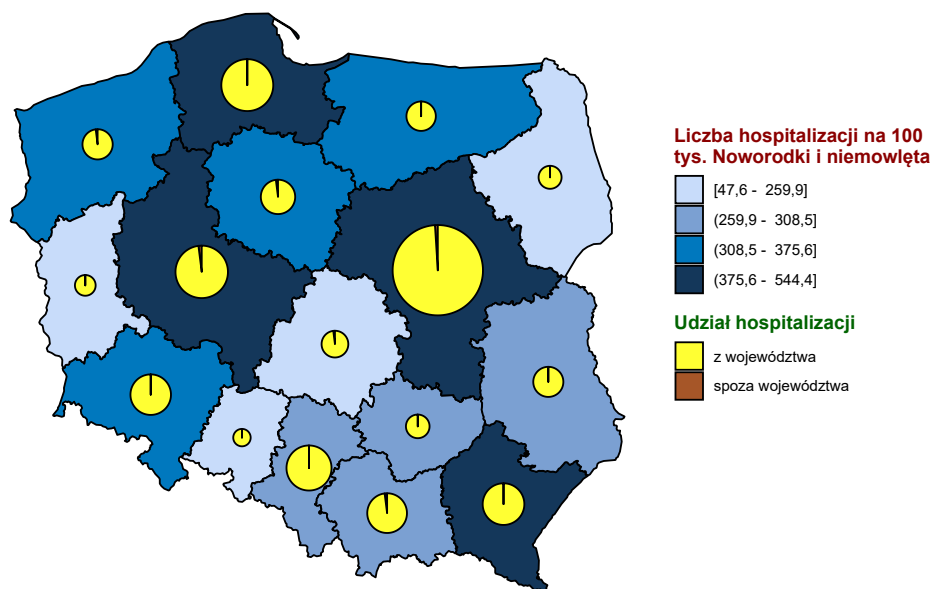 Liczba hospitalizacji na 100
tys. Noworodki i niemowlęta
[47,6 - 259,9]
(259,9 - 308,5]
(308,5 - 375,6]
(375,6 - 544,4]
Udział hospitalizacji
z województwa
spoza województwa